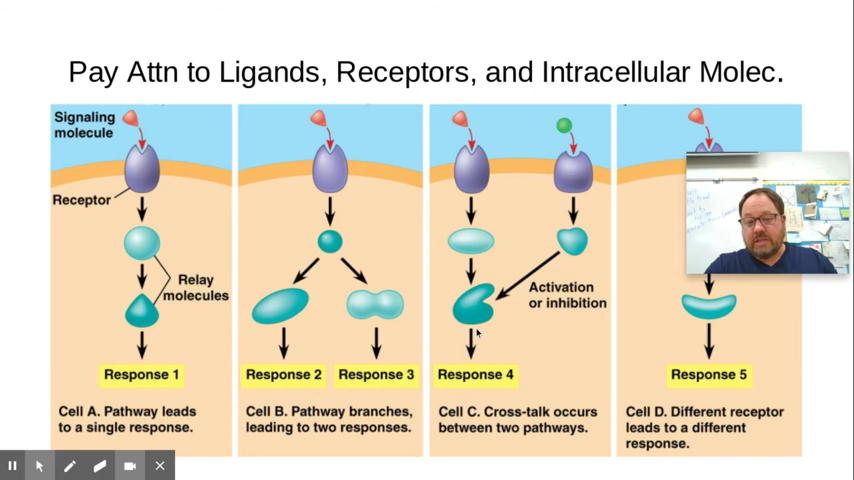 Pay Attn to Ligands, Receptors, and Intracellular Molec.
Signaling
molecule
Receptor
Relay
molecules
Response 1
Cell A. Pathway leads
to a single response.
Response 2
Response 3
Cell B. Pathway branches,
leading to two responses.
Activation
or inhibition
Response 4
Cell C. Cross-talk occurs
between two pathways.
Response 5
Cell D. Different receptor
leads to a different
response.